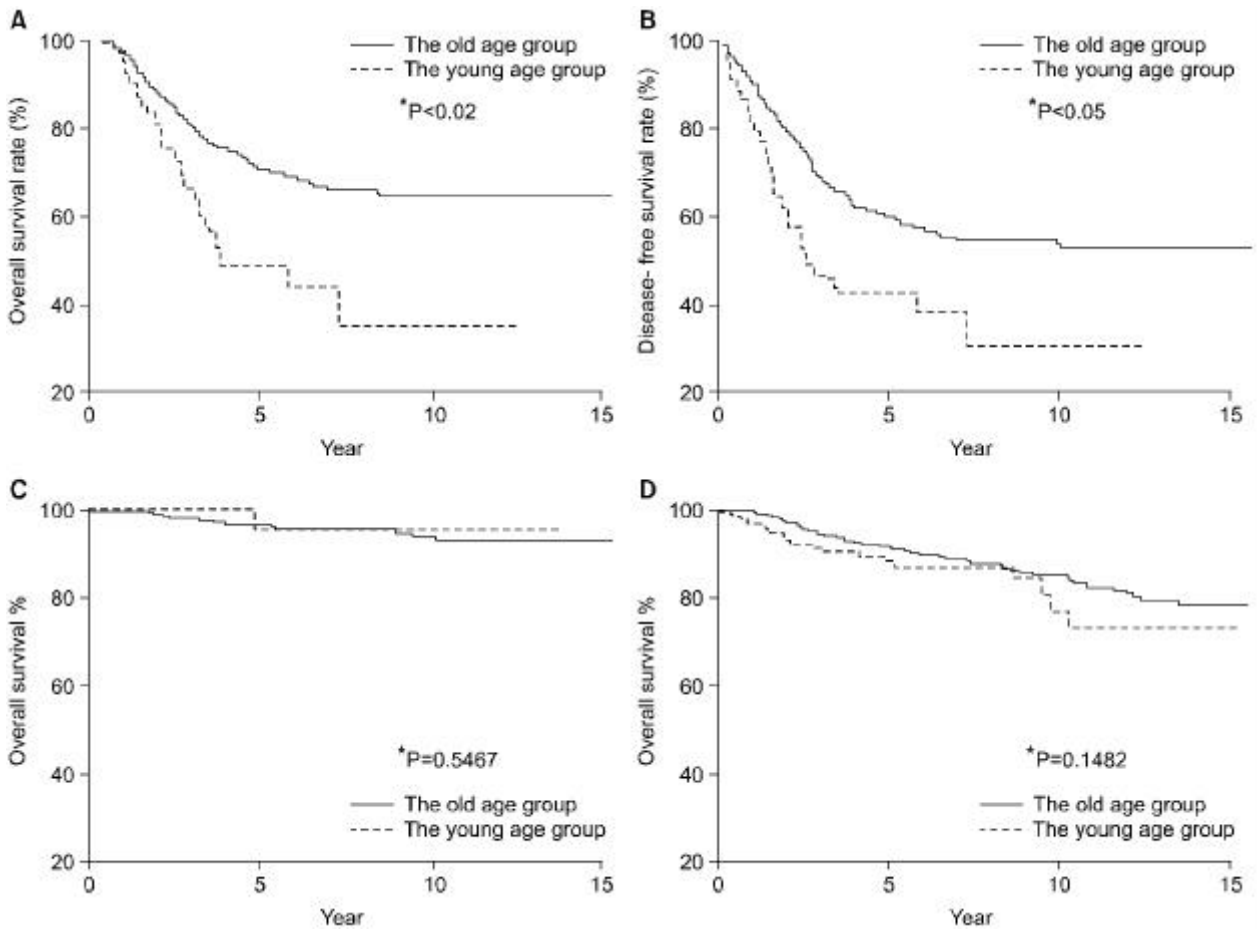 A
Overall survival rate (%)
100
80
60
40
20
0
5
10
15
Year
The old age group
The young age group
*P<0.02
B
Disease- free survival rate (%)
100
80
60
40
20
0
5
10
15
Year
The old age group
The young age group
*P<0.05
C
Overall survival %
100
80
60
40
20
0
5
10
15
Year
*P=0.5467
The old age group
The young age group
D
Overall survival %
100
80
60
40
20
0
5
10
15
Year
*P=0.1482
The old age group
The young age group